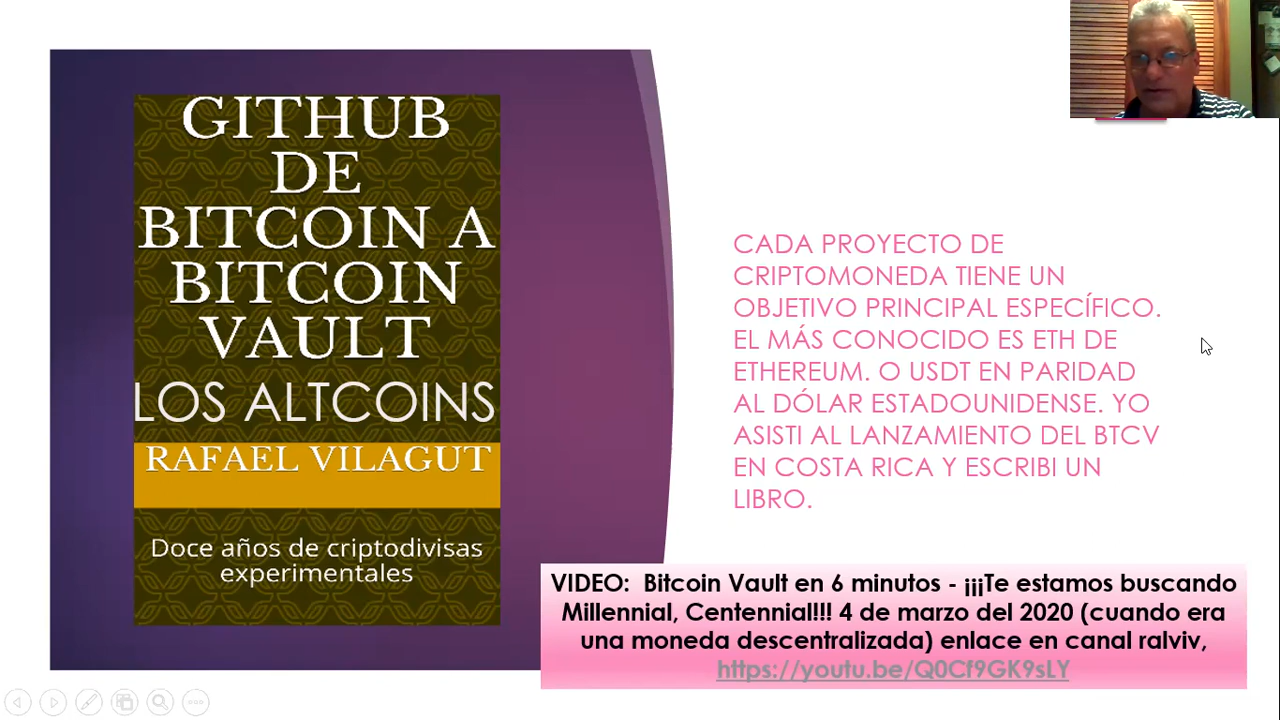 GITHUB
DE
BITCOIN A
BITCOIN
VAULT
LOS ALTCOINS
RAFAEL VILAGUT
Doce años de criptodivisas
experimentales
CADA PROYECTO DE
CRIPTOMONEDA TIENE UN
OBJETIVO PRINCIPAL ESPECÍFICO.
EL MÁS CONOCIDO ES ETH DE
ETHEREUM. O USDT EN PARIDAD
AL DÓLAR ESTADOUNIDENSE. YO
ASISTI AL LANZAMIENTO DEL BTCV
EN COSTA RICA Y ESCRIBI UN
LIBRO.
VIDEO: Bitcoin Vault en 6 minutos - ¡¡¡Te estamos buscando
Millennial, Centennial!!! 4 de marzo del 2020 (cuando era
una moneda descentralizada) enlace en canal ralviv,
https://youtu.be/Q0Cf9GK9sLY